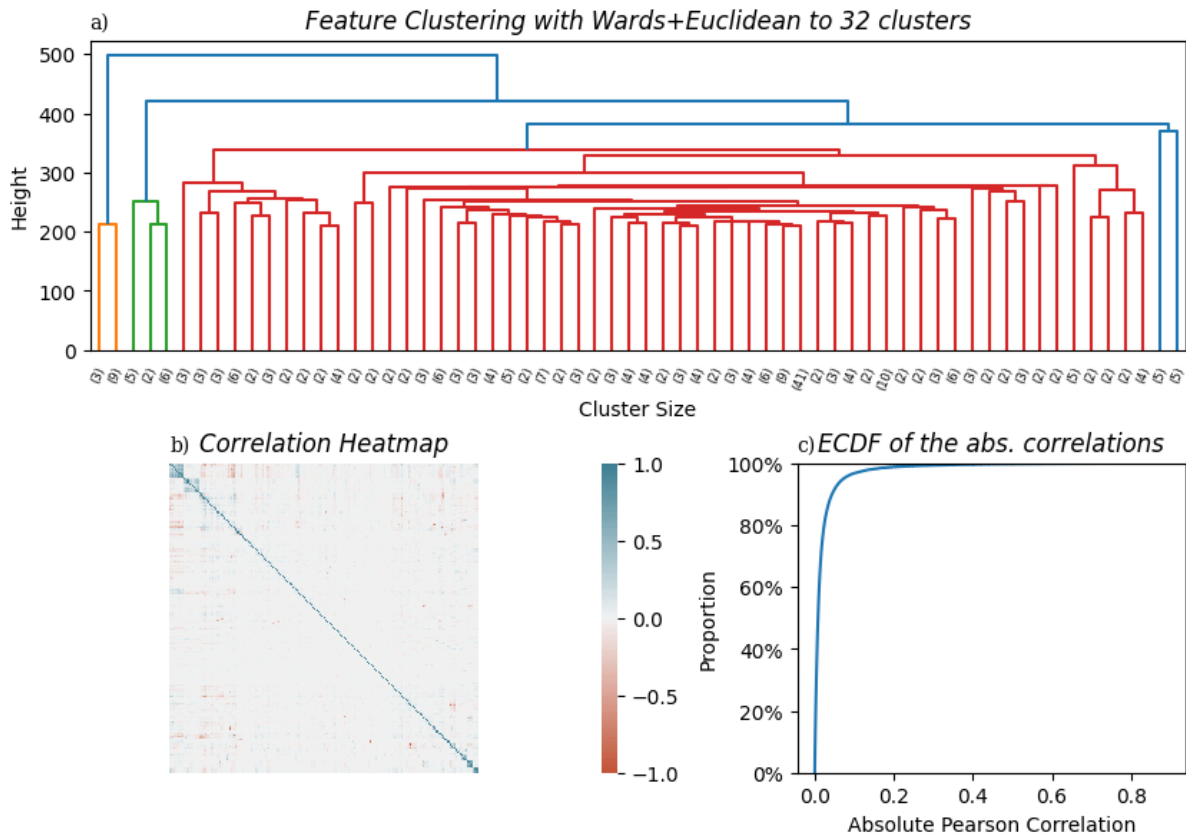 a) Feature Clustering with Wards+Euclidean to 32 clusters
500
400
300
200
100
0
Height
(3) (9) (5) (2) (6) (3) (3) (3) (6) (2) (3) (2) (2) (2) (4) (2) (2) (2) (2) (3) (6) (3) (3) (4) (5) (2) (7) (2) (3) (2) (3) (4) (4) (2) (3) (4) (2) (3) (4) (6) (9) (41) (2) (3) (4) (2) (10) (2) (2) (3) (6) (2) (2) (2) (3) (2) (2) (5) (2) (2) (2) (4) (5) (5)
Cluster Size
b) Correlation Heatmap
1.0
0.5
0.0
−0.5
−1.0
c) ECDF of the abs. correlations
100%
80%
60%
40%
20%
0%
Proportion
0.0 0.2 0.4 0.6 0.8
Absolute Pearson Correlation